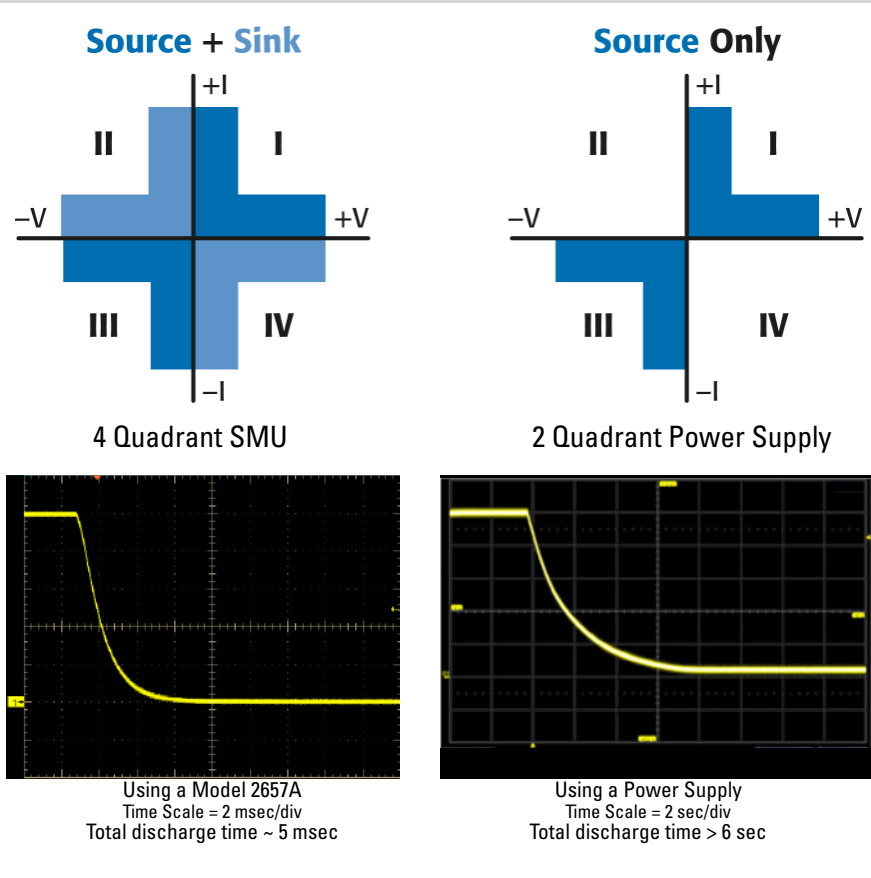 Source + Sink
+I
II
I
–V
+V
III
IV
–I
4 Quadrant SMU
Source Only
+I
II
I
–V
+V
III
IV
–I
2 Quadrant Power Supply
Using a Model 2657A
Time Scale = 2 msec/div
Total discharge time ~ 5 msec
Using a Power Supply
Time Scale = 2 sec/div
Total discharge time > 6 sec